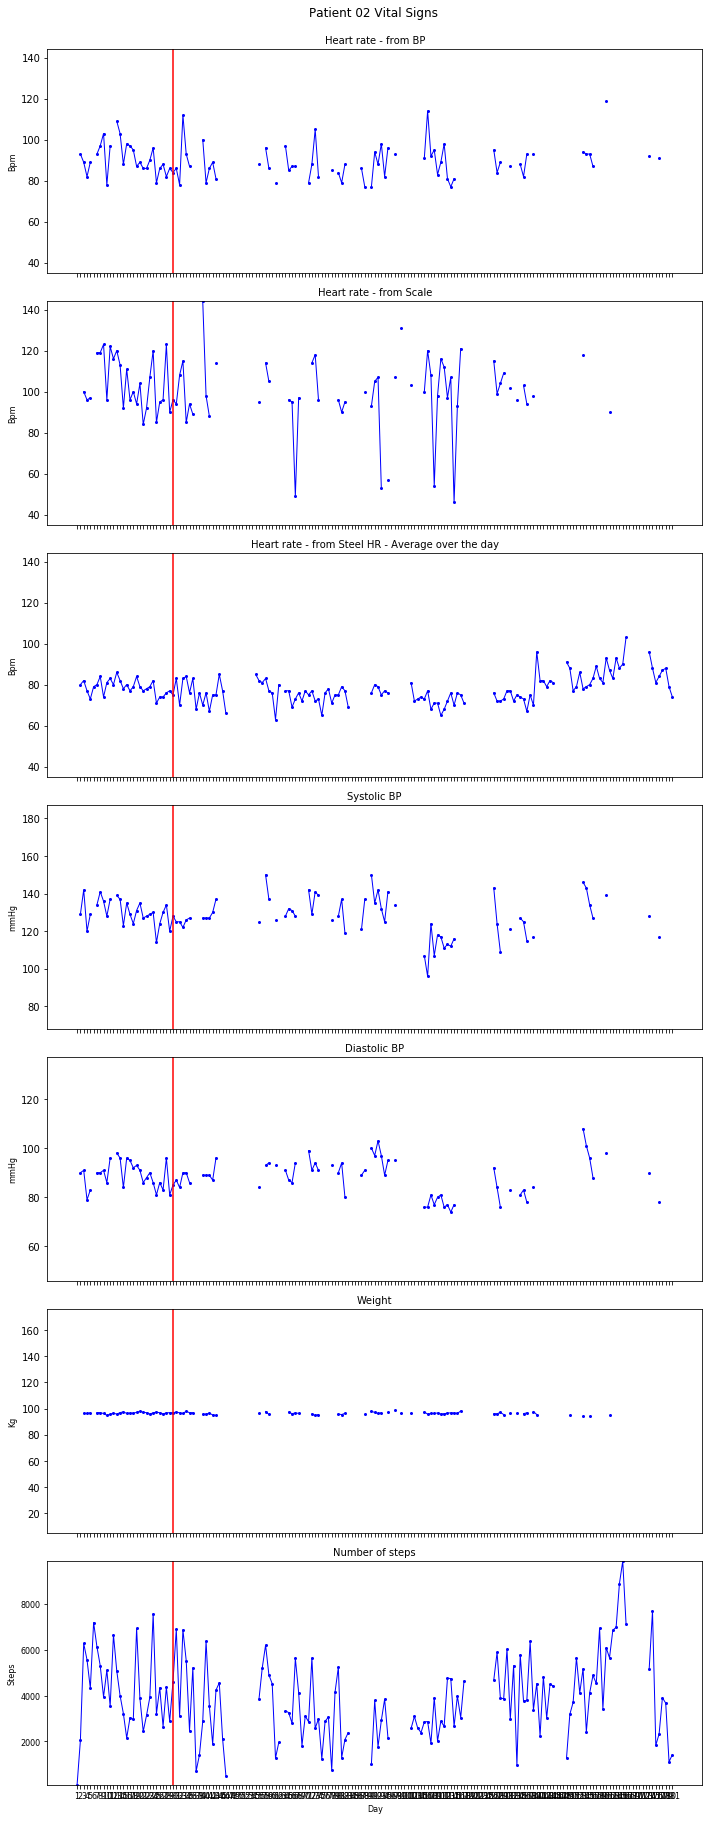 Patient 02 Vital Signs
Heart rate - from BP
140
120
100
80
60
40
Bpm
Heart rate - from Scale
140
120
100
80
60
40
Bpm
Heart rate - from Steel HR - Average over the day
140
120
100
80
60
40
Bpm
Systolic BP
180
160
140
120
100
80
mmHg
Diastolic BP
120
100
80
60
mmHg
Weight
160
140
120
100
80
60
40
20
Kg
Number of steps
8000
6000
4000
2000
Steps
Day